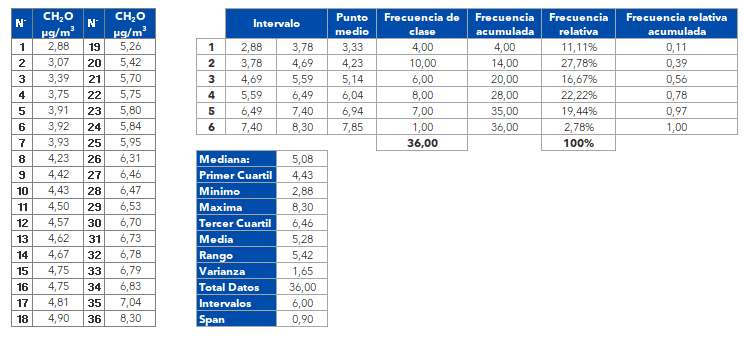 N° CH₂O µg/m³ N° CH₂O µg/m³
1 2,88 19 5,26
2 3,07 20 5,42
3 3,39 21 5,70
4 3,75 22 5,75
5 3,91 23 5,80
6 3,92 24 5,84
7 3,93 25 5,95
8 4,23 26 6,31
9 4,42 27 6,46
10 4,43 28 6,47
11 4,50 29 6,53
12 4,57 30 6,70
13 4,62 31 6,73
14 4,67 32 6,78
15 4,75 33 6,79
16 4,75 34 6,83
17 4,81 35 7,04
18 4,90 36 8,30
Intervalo Punto medio Frecuencia de clase Frecuencia acumulada Frecuencia relativa Frecuencia relativa acumulada
1 2,88 3,78 3,33 4,00 4,00 11,11% 0,11
2 3,78 4,69 4,23 10,00 14,00 27,78% 0,39
3 4,69 5,59 5,14 6,00 20,00 16,67% 0,56
4 5,59 6,49 6,04 8,00 28,00 22,22% 0,78
5 6,49 7,40 6,94 7,00 35,00 19,44% 0,97
6 7,40 8,30 7,85 1,00 36,00 2,78% 1,00
36,00 100%
Mediana: 5,08
Primer Cuartil 4,43
Minimo 2,88
Maxima 8,30
Tercer Cuartil 6,46
Media 5,28
Rango 5,42
Varianza 1,65
Total Datos 36,00
Intervalos 6,00
Span 0,90